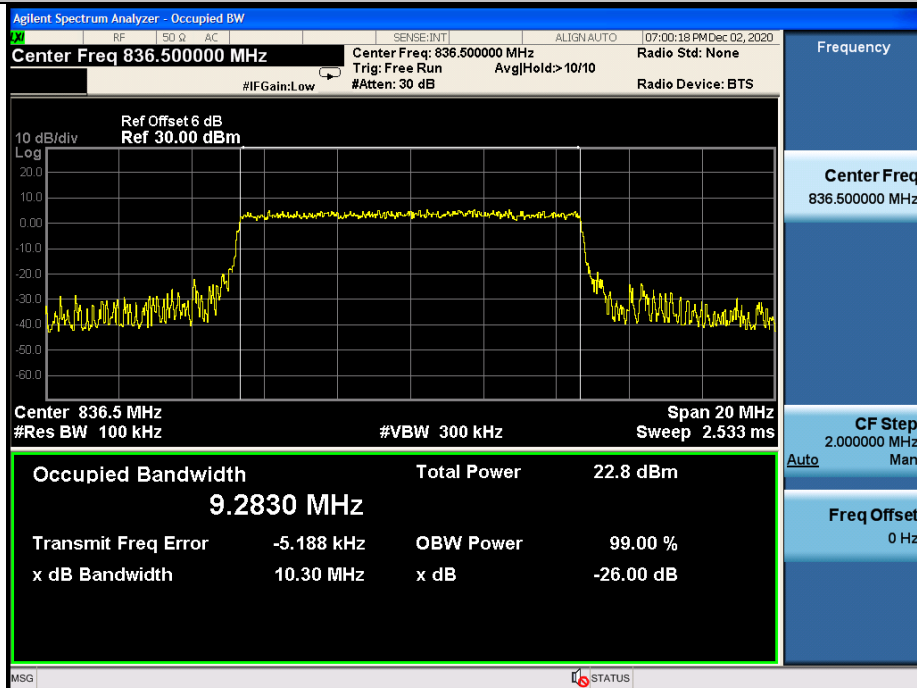 Agilent Spectrum Analyzer - Occupied BW
LXI RF 50 Ω AC SENSE:INT ALIGN AUTO 07:00:18 PM Dec 02, 2020
Center Freq 836.500000 MHz
Center Freq: 836.500000 MHz
Radio Std: None
Trig: Free Run Avg|Hold:> 10/10
#IFGain:Low #Atten: 30 dB
Radio Device: BTS
Ref Offset 6 dB
10 dB/div Ref 30.00 dBm
Log
20.0
10.0
0.00
-10.0
-20.0
-30.0
-40.0
-50.0
-60.0
Center 836.5 MHz Span 20 MHz
#Res BW 100 kHz #VBW 300 kHz Sweep 2.533 ms
Occupied Bandwidth Total Power 22.8 dBm
9.2830 MHz
Transmit Freq Error -5.188 kHz OBW Power 99.00 %
x dB Bandwidth 10.30 MHz x dB -26.00 dB
MSG STATUS
Frequency
Center Freq
836.500000 MHz
CF Step
2.000000 MHz
Auto Man
Freq Offset
0 Hz